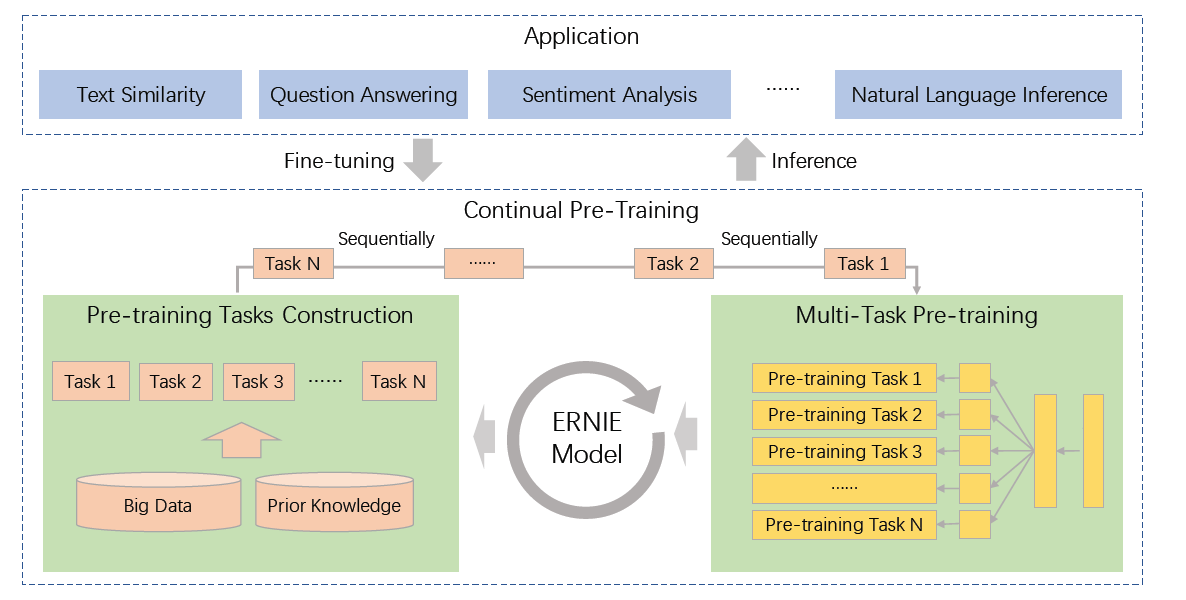 Application
Text Similarity
Question Answering
Sentiment Analysis
......
Natural Language Inference
Fine-tuning
Inference
Continual Pre-Training
Sequentially
Sequentially
Task N
......
Task 2
Task 1
Pre-training Tasks Construction
Task 1
Task 2
Task 3
......
Task N
Big Data
Prior Knowledge
ERNIE
Model
Multi-Task Pre-training
Pre-training Task 1
Pre-training Task 2
Pre-training Task 3
......
Pre-training Task N